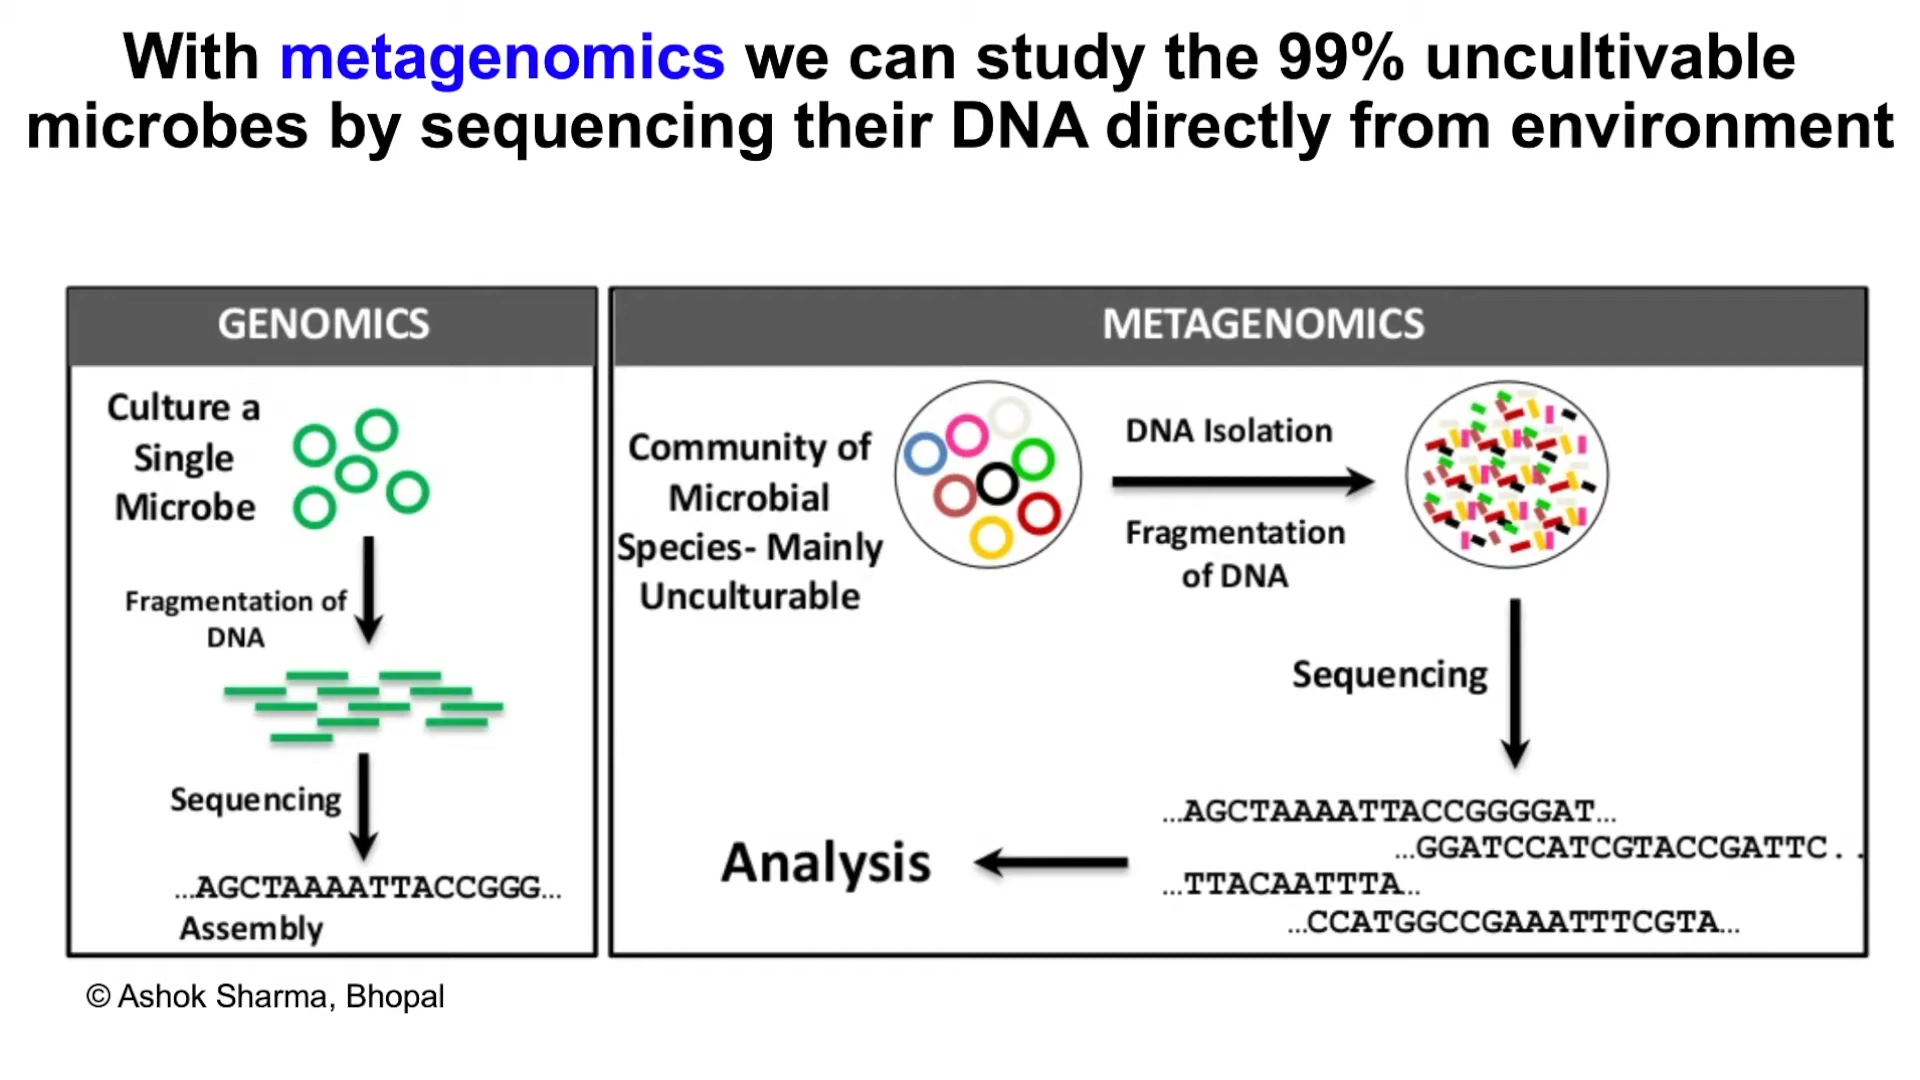 With metagenomics we can study the 99% uncultivable
microbes by sequencing their DNA directly from environment
GENOMICS
Culture a
Single
Microbe
Fragmentation of
DNA
Sequencing
...AGCTAAAATTACCGGG...
Assembly
METAGENOMICS
Community of
Microbial
Species- Mainly
Unculturable
DNA Isolation
Fragmentation
of DNA
Sequencing
...AGCTAAAATTACCGGGGAT...
...GGATCCATCGTACCGATTC. .
...TTACAATTTA...
...CCATGGCCGAAATTTCGTA...
Analysis
© Ashok Sharma, Bhopal